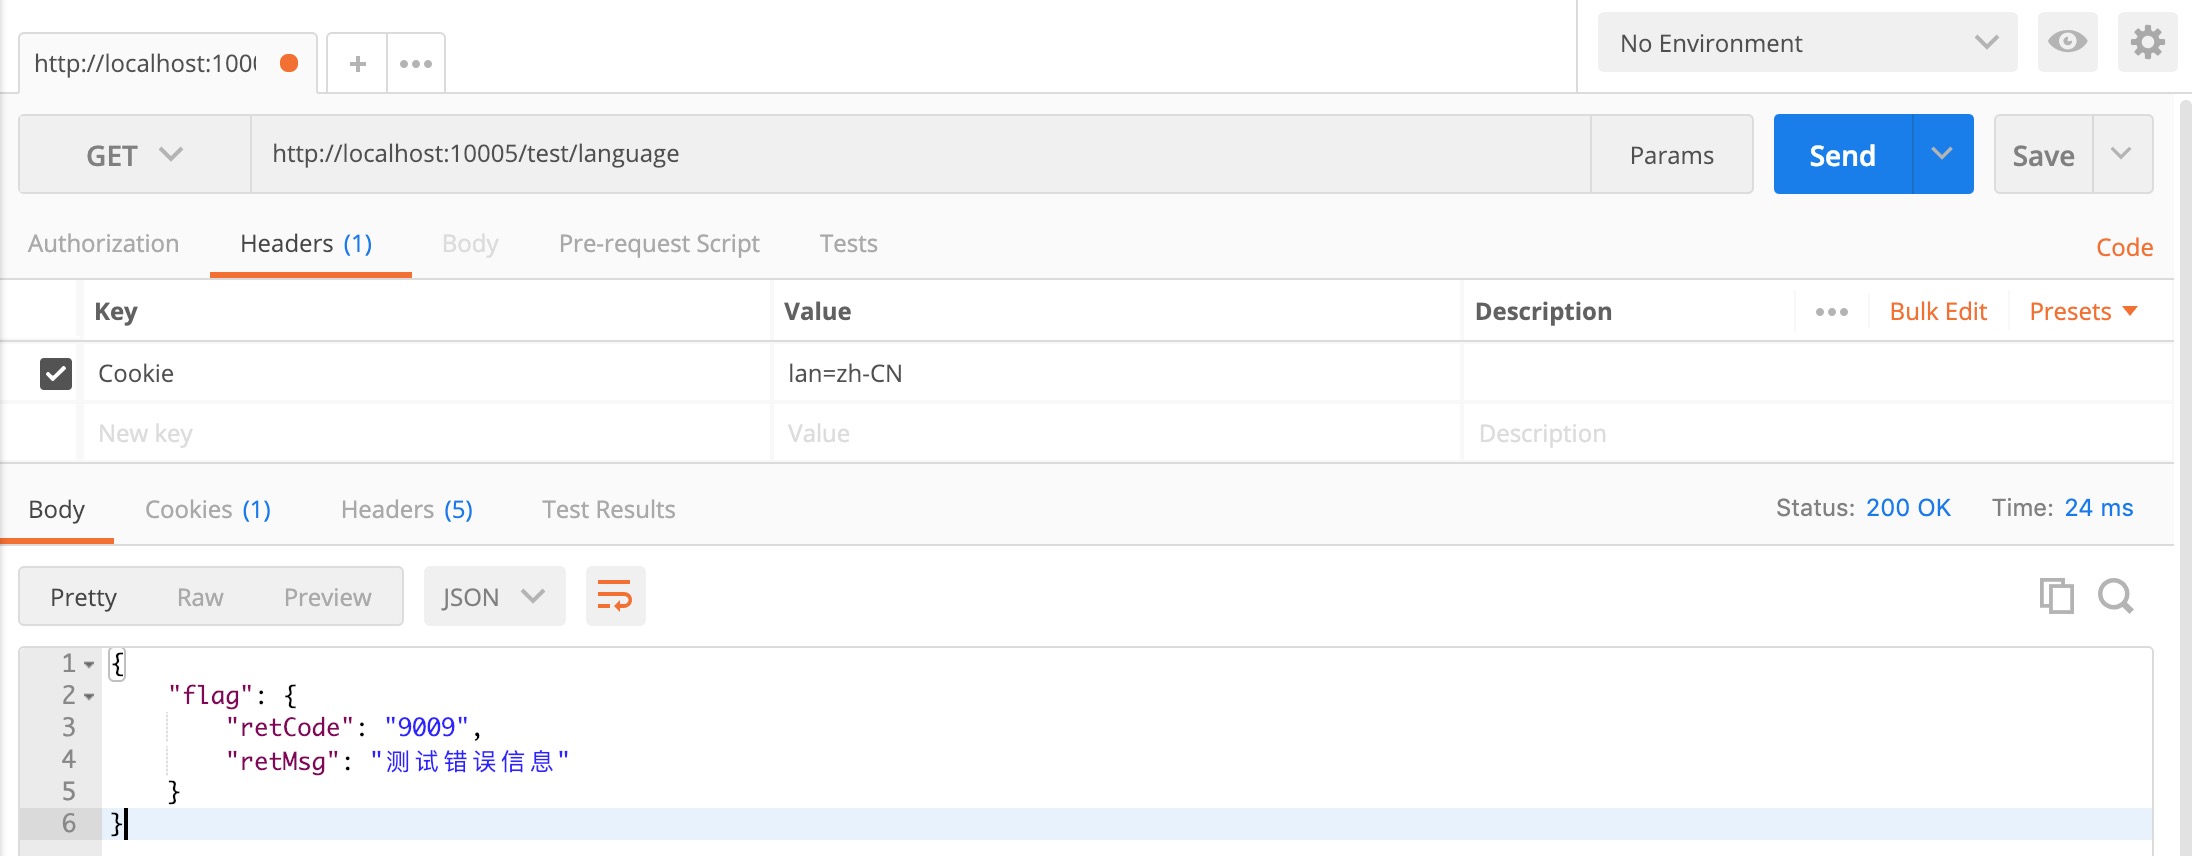 http://localhost:100
No Environment
GET
http://localhost:10005/test/language
Params
Send
Save
Authorization
Headers (1)
Body
Pre-request Script
Tests
Code
Key
Value
Description
Bulk Edit
Presets
Cookie
lan=zh-CN
New key
Value
Description
Body
Cookies (1)
Headers (5)
Test Results
Status: 200 OK
Time: 24 ms
Pretty
Raw
Preview
JSON
1 {
2 "flag": {
3 "retCode": "9009",
4 "retMsg": "测试错误信息"
5 }
6 }